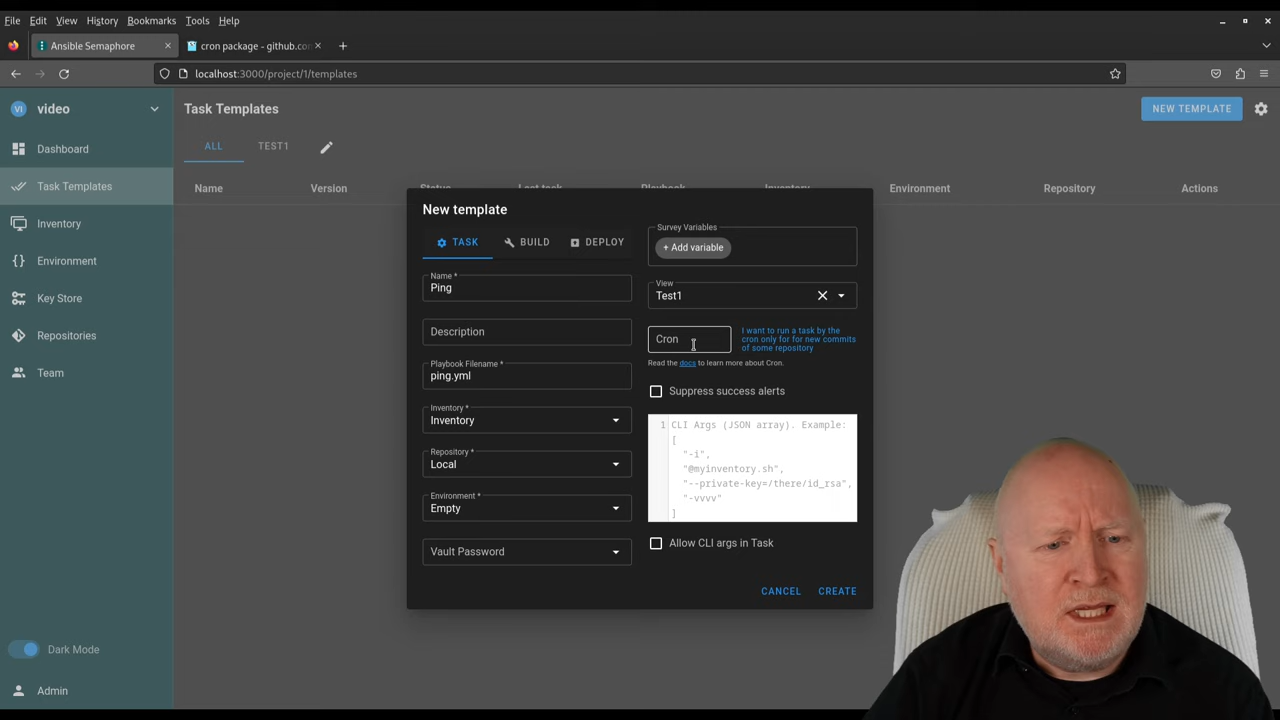 File Edit View History Bookmarks Tools Help
Ansible Semaphore
cron package - github.co
localhost:3000/project/1/templates
VI video
Task Templates
NEW TEMPLATE
Dashboard
Task Templates
Inventory
Environment
Key Store
Repositories
Team
Dark Mode
Admin
ALL TEST1
Name Version Status Last task Playbook Inventory Environment Repository Actions
New template
TASK BUILD DEPLOY
Name *
Ping
Description
Playbook Filename *
ping.yml
Inventory *
Inventory
Repository *
Local
Environment *
Empty
Vault Password
Survey Variables
+ Add variable
View
Test1
Cron
I want to run a task by the
cron only for for new commits
of some repository
Read the docs to learn more about Cron.
Suppress success alerts
1 CLI Args (JSON array). Example:
[
"-i",
"@myinventory.sh",
"--private-key=/there/id_rsa",
"-vvvv"
]
Allow CLI args in Task
CANCEL CREATE